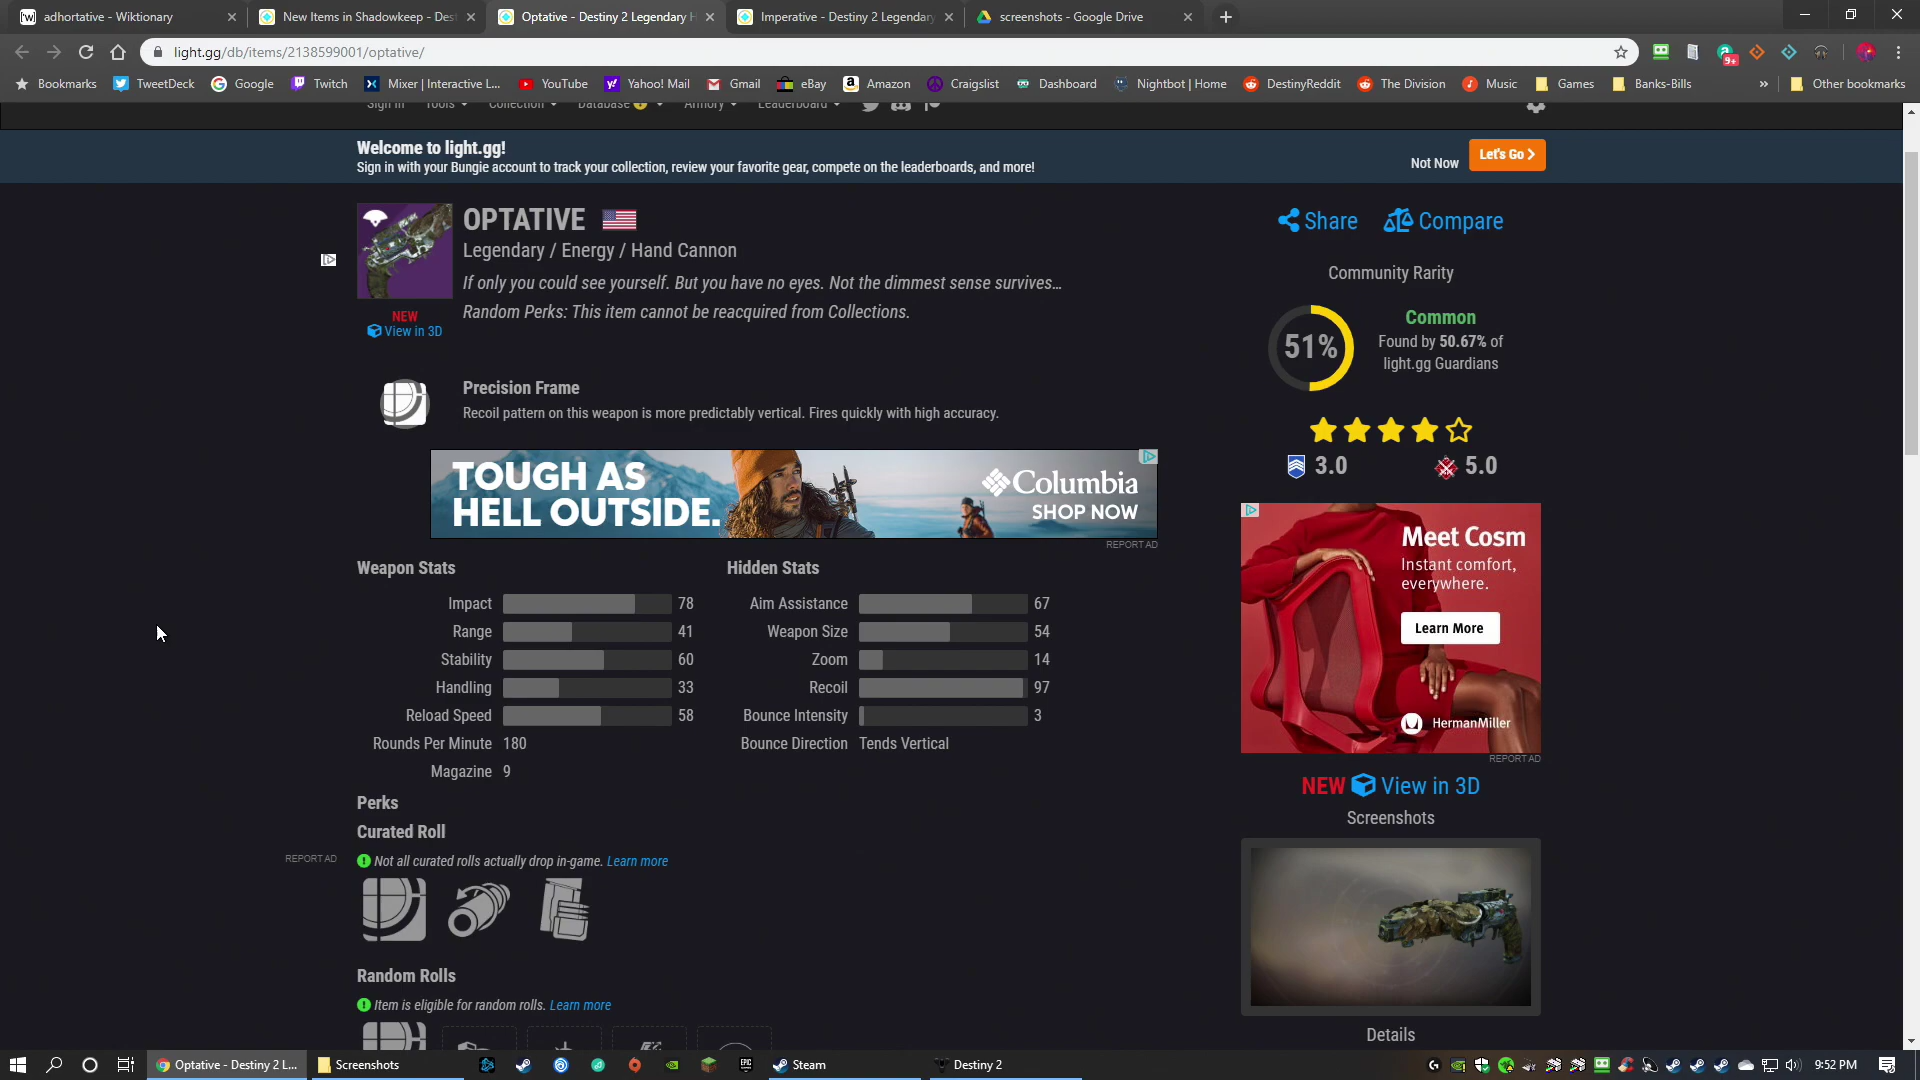 adhortative - Wiktionary
New Items in Shadowkeep - Des
Optative - Destiny 2 Legendary H
Imperative - Destiny 2 Legendary
screenshots - Google Drive
light.gg/db/items/2138599001/optative/
9+
Bookmarks
TweetDeck
Google
Twitch
Mixer | Interactive L...
YouTube
Yahoo! Mail
Gmail
eBay
Amazon
Craigslist
Dashboard
Nightbot | Home
DestinyReddit
The Division
Music
Games
Banks-Bills
Other bookmarks
Sign In
Tools
Collection
Database
Armory
Leaderboard
Welcome to light.gg!
Sign in with your Bungie account to track your collection, review your favorite gear, compete on the leaderboards, and more!
Not Now
Let's Go
OPTATIVE
Legendary / Energy / Hand Cannon
If only you could see yourself. But you have no eyes. Not the dimmest sense survives...
Random Perks: This item cannot be reacquired from Collections.
NEW
View in 3D
Share
Compare
Community Rarity
51%
Common
Found by 50.67% of
light.gg Guardians
3.0
5.0
Precision Frame
Recoil pattern on this weapon is more predictably vertical. Fires quickly with high accuracy.
TOUGH AS
HELL OUTSIDE.
Columbia
SHOP NOW
REPORT AD
Weapon Stats
Impact 78
Range 41
Stability 60
Handling 33
Reload Speed 58
Rounds Per Minute 180
Magazine 9
Hidden Stats
Aim Assistance 67
Weapon Size 54
Zoom 14
Recoil 97
Bounce Intensity 3
Bounce Direction Tends Vertical
Meet Cosm
Instant comfort,
everywhere.
Learn More
HermanMiller
REPORT AD
Perks
Curated Roll
Not all curated rolls actually drop in-game. Learn more
REPORT AD
Random Rolls
Item is eligible for random rolls. Learn more
NEW View in 3D
Screenshots
Details
Optative - Destiny 2 L...
Screenshots
EPIC
Steam
Destiny 2
9:52 PM